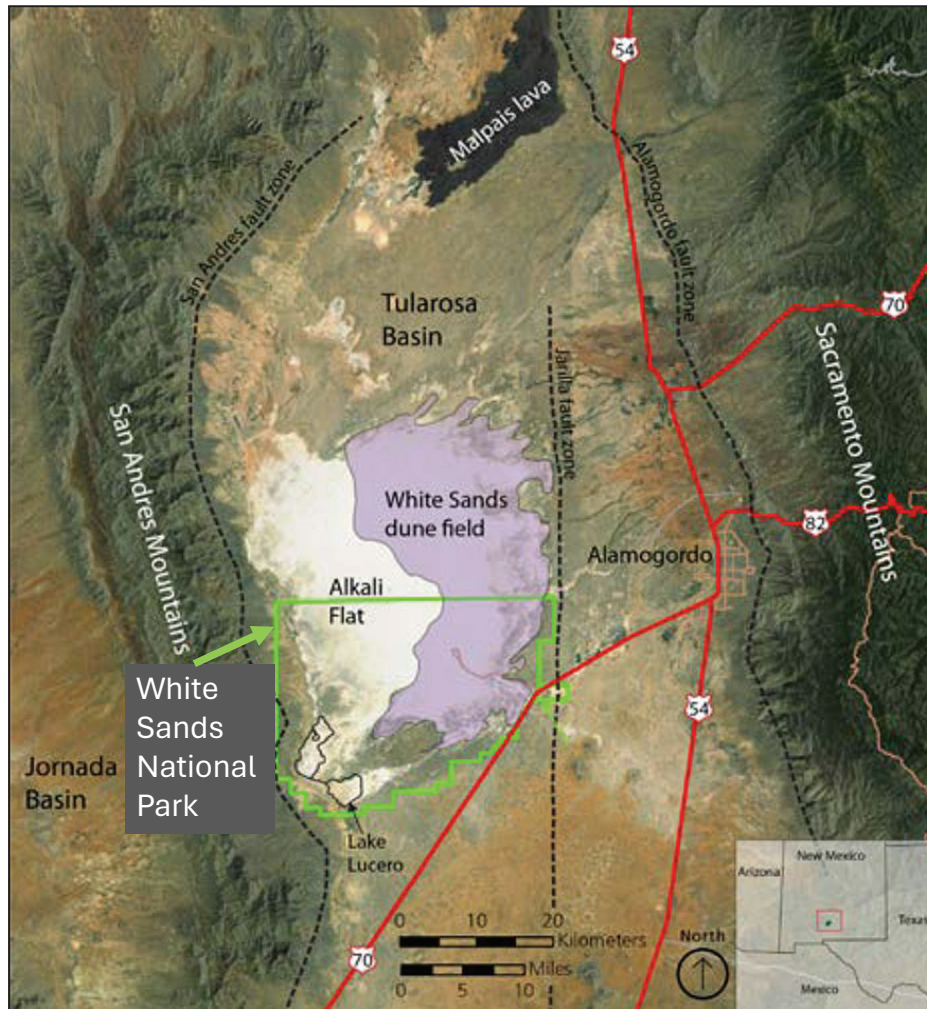 54
Malpais lava
San Andres fault zone
Alamogordo fault zone
Tularosa
Basin
70
Jarilla fault zone
Sacramento Mountains
San Andres Mountains
White Sands
dune field
82
Alamogordo
Alkali
Flat
White
Sands
National
Park
54
Jornada
Basin
Lake
Lucero
0 10 20
Kilometers
Miles
0 5 10
70
North
New Mexico
Arizona
Texas
Mexico